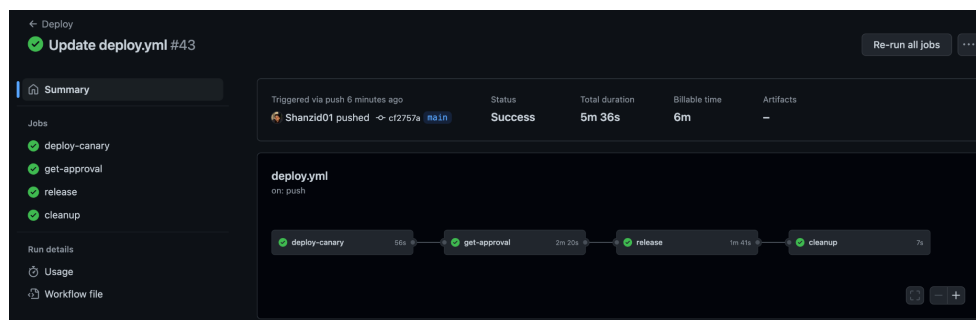 ← Deploy
Update deploy.yml #43
Re-run all jobs
Summary
Jobs
deploy-canary
get-approval
release
cleanup
Run details
Usage
Workflow file
Triggered via push 6 minutes ago
Shanzid01 pushed cf2757a main
Status
Success
Total duration
5m 36s
Billable time
6m
Artifacts
–
deploy.yml
on: push
deploy-canary 56s
get-approval 2m 20s
release 1m 41s
cleanup 7s